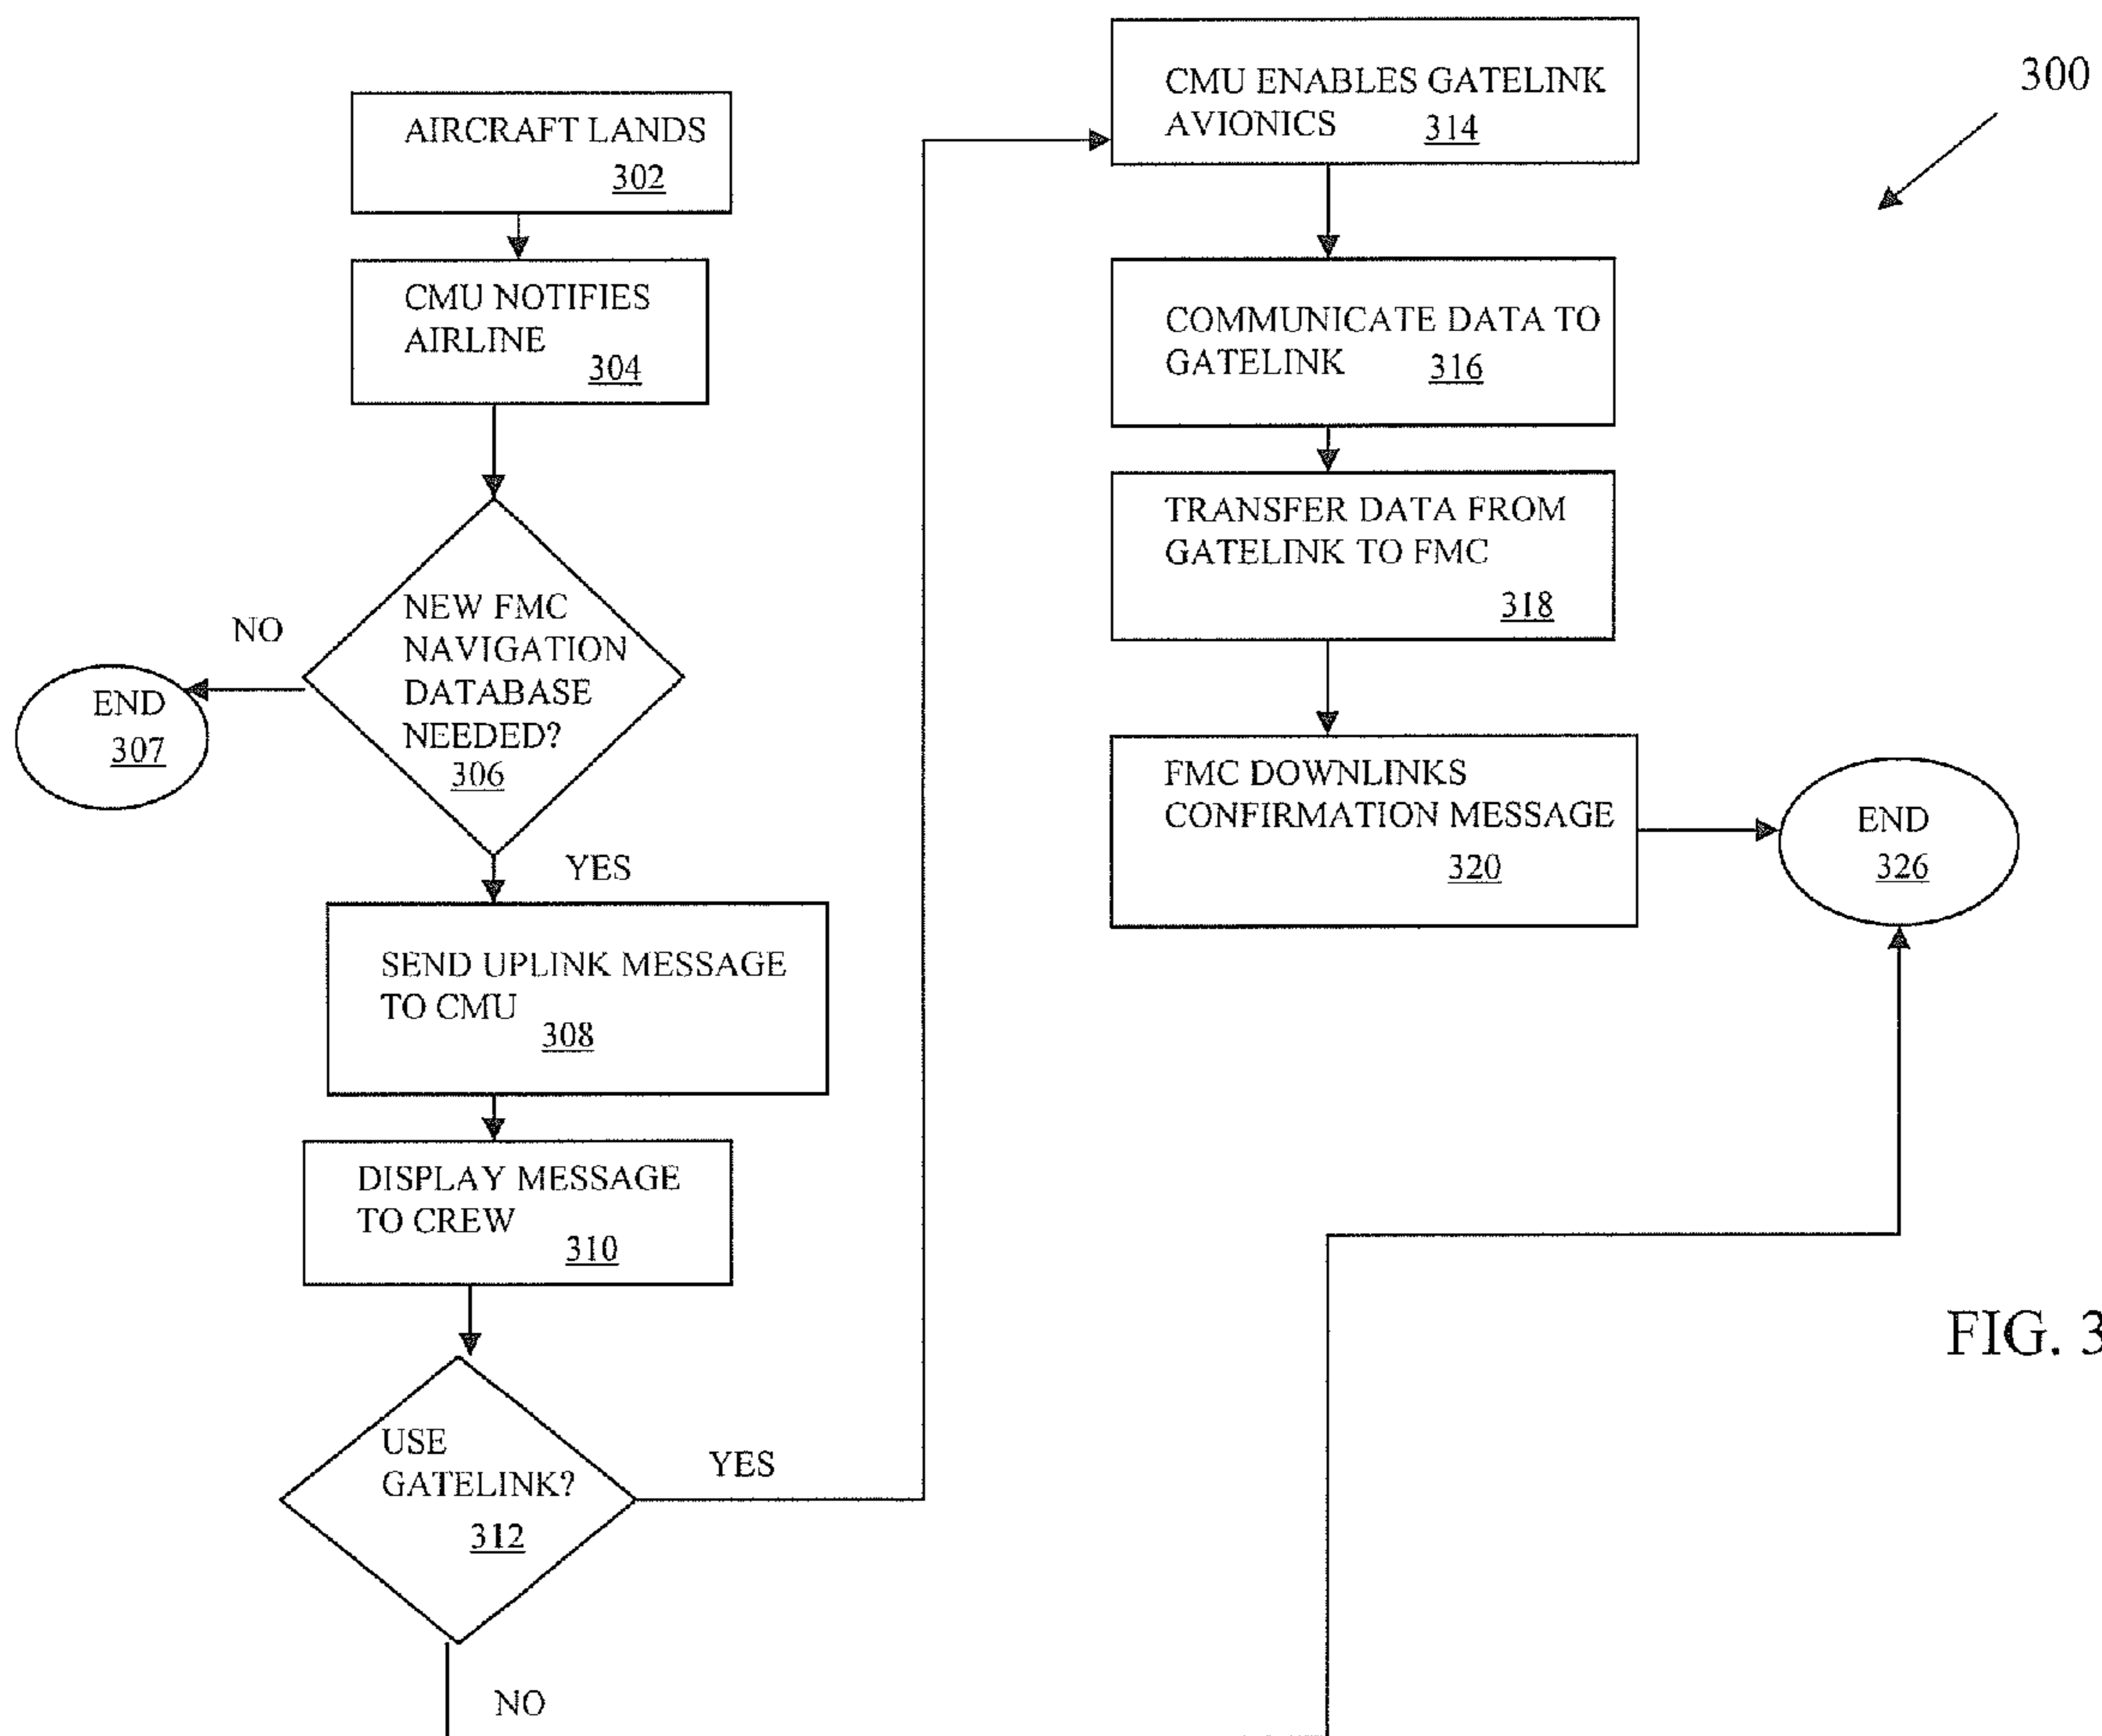 AIRCRAFT LANDS
302
CMU NOTIFIES
AIRLINE
304
NEW FMC
NAVIGATION
DATABASE
NEEDED?
306
NO
END
307
YES
SEND UPLINK MESSAGE
TO CMU
308
DISPLAY MESSAGE
TO CREW
310
USE
GATELINK?
312
YES
NO
CMU ENABLES GATELINK
AVIONICS 314
COMMUNICATE DATA TO
GATELINK 316
TRANSFER DATA FROM
GATELINK TO FMC
318
FMC DOWNLINKS
CONFIRMATION MESSAGE
320
END
326
300
FIG. 3